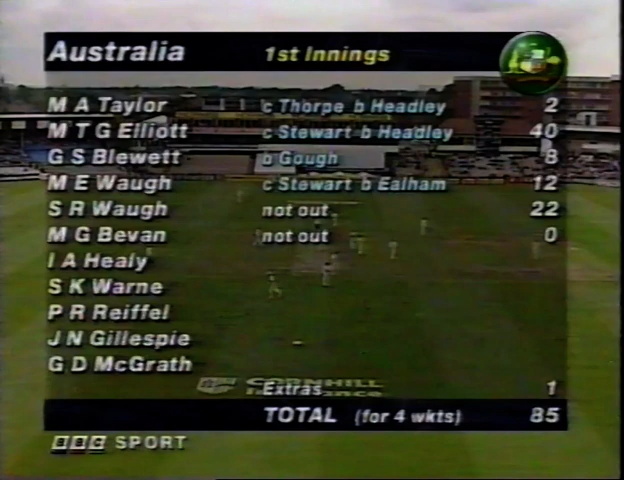 Australia 1st Innings
M A Taylor c Thorpe b Headley 2
M T G Elliott c Stewart b Headley 40
G S Blewett b Gough 8
M E Waugh c Stewart b Ealham 12
S R Waugh not out 22
M G Bevan not out 0
I A Healy
S K Warne
P R Reiffel
J N Gillespie
G D McGrath
CORNHILL
Extras 1
TOTAL (for 4 wkts) 85
BBC SPORT